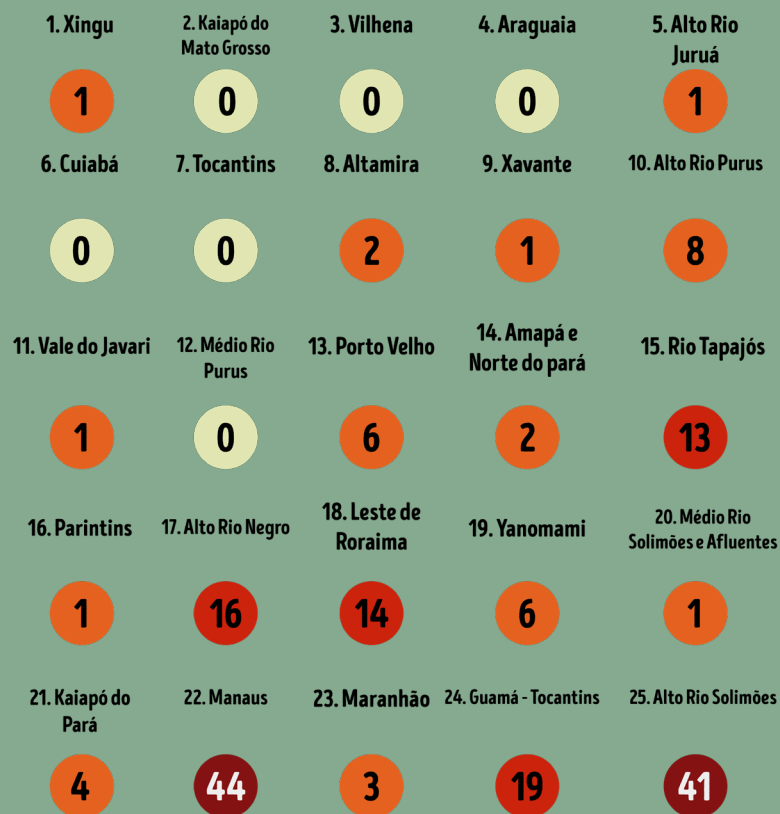 1. Xingu
2. Kaiapó do
Mato Grosso
3. Vilhena
4. Araguaia
5. Alto Rio
Juruá
1
0
0
0
1
6. Cuiabá
7. Tocantins
8. Altamira
9. Xavante
10. Alto Rio Purus
0
0
2
1
8
11. Vale do Javari
12. Médio Rio
Purus
13. Porto Velho
14. Amapá e
Norte do pará
15. Rio Tapajós
1
0
6
2
13
16. Parintins
17. Alto Rio Negro
18. Leste de
Roraima
19. Yanomami
20. Médio Rio
Solimões e Afluentes
1
16
14
6
1
21. Kaiapó do
Pará
22. Manaus
23. Maranhão
24. Guamá - Tocantins
25. Alto Rio Solimões
4
44
3
19
41